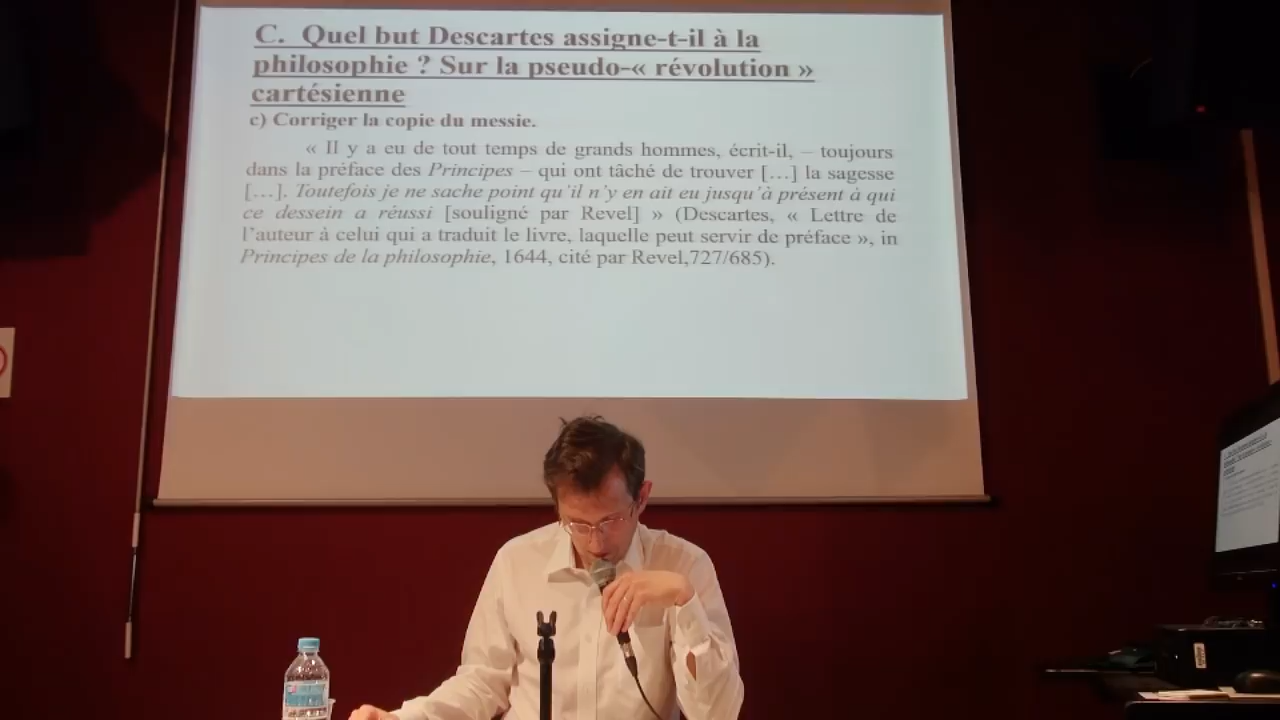 C. Quel but Descartes assigne-t-il à la
philosophie ? Sur la pseudo-« révolution »
cartésienne
c) Corriger la copie du messie.
« Il y a eu de tout temps de grands hommes, écrit-il, – toujours
dans la préface des Principes – qui ont tâché de trouver […] la sagesse
[…]. Toutefois je ne sache point qu’il n’y en ait eu jusqu’à présent à qui
ce dessein a réussi [souligné par Revel] » (Descartes, « Lettre de
l’auteur à celui qui a traduit le livre, laquelle peut servir de préface », in
Principes de la philosophie, 1644, cité par Revel,727/685).